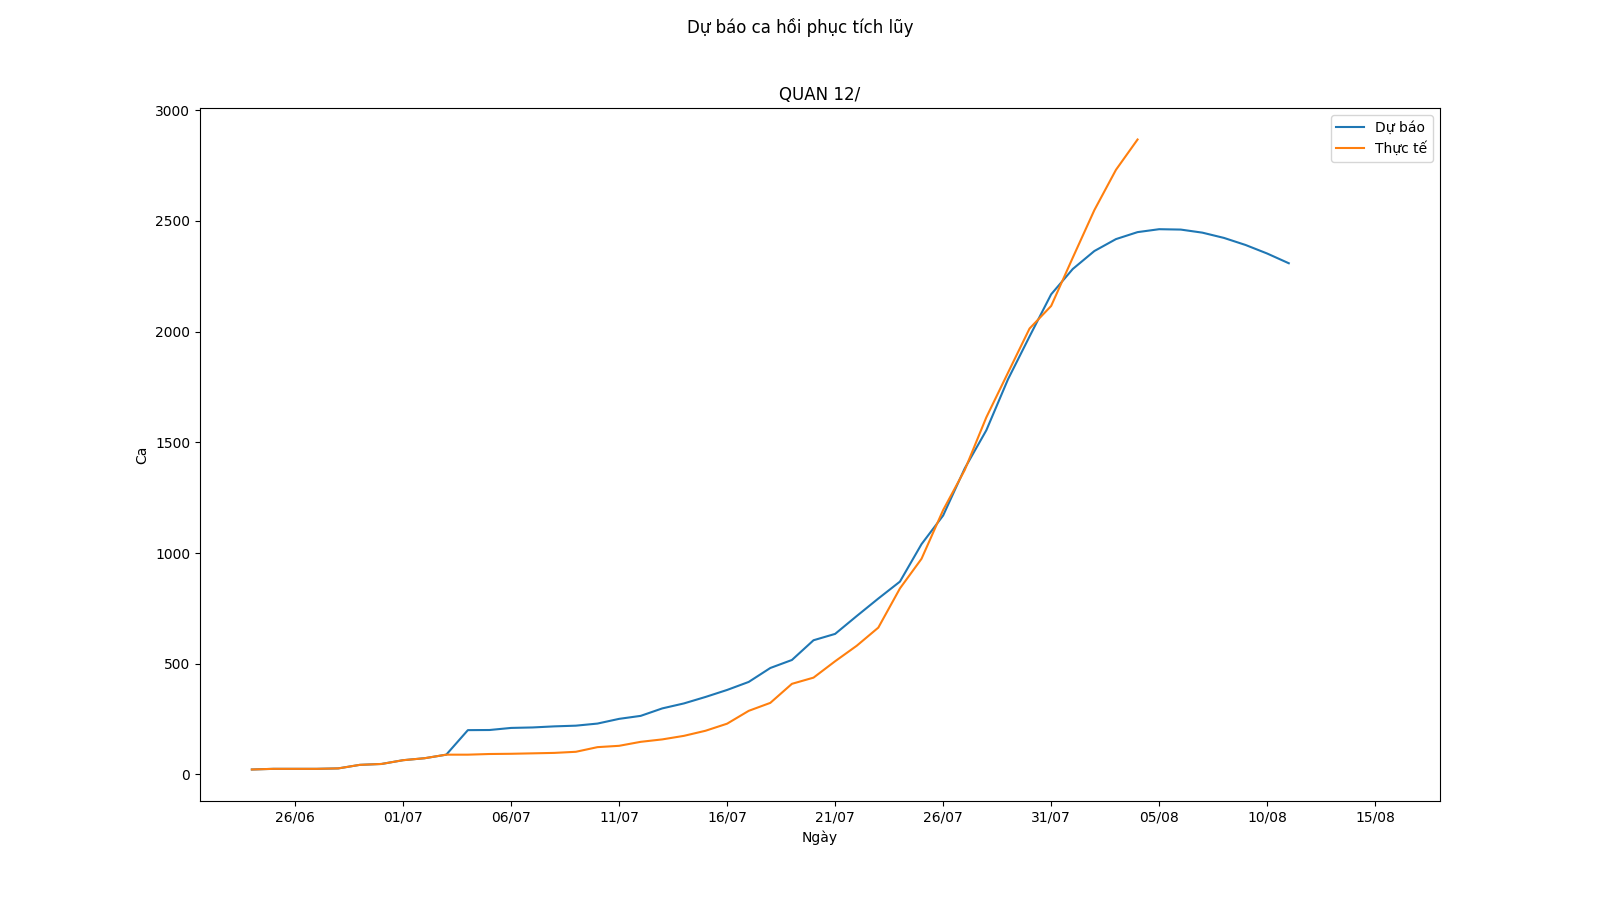 Dự báo ca hồi phục tích lũy
QUAN 12/
3000
2500
2000
1500
1000
500
0
Ca
Dự báo
Thực tế
26/06 01/07 06/07 11/07 16/07 21/07 26/07 31/07 05/08 10/08 15/08
Ngày